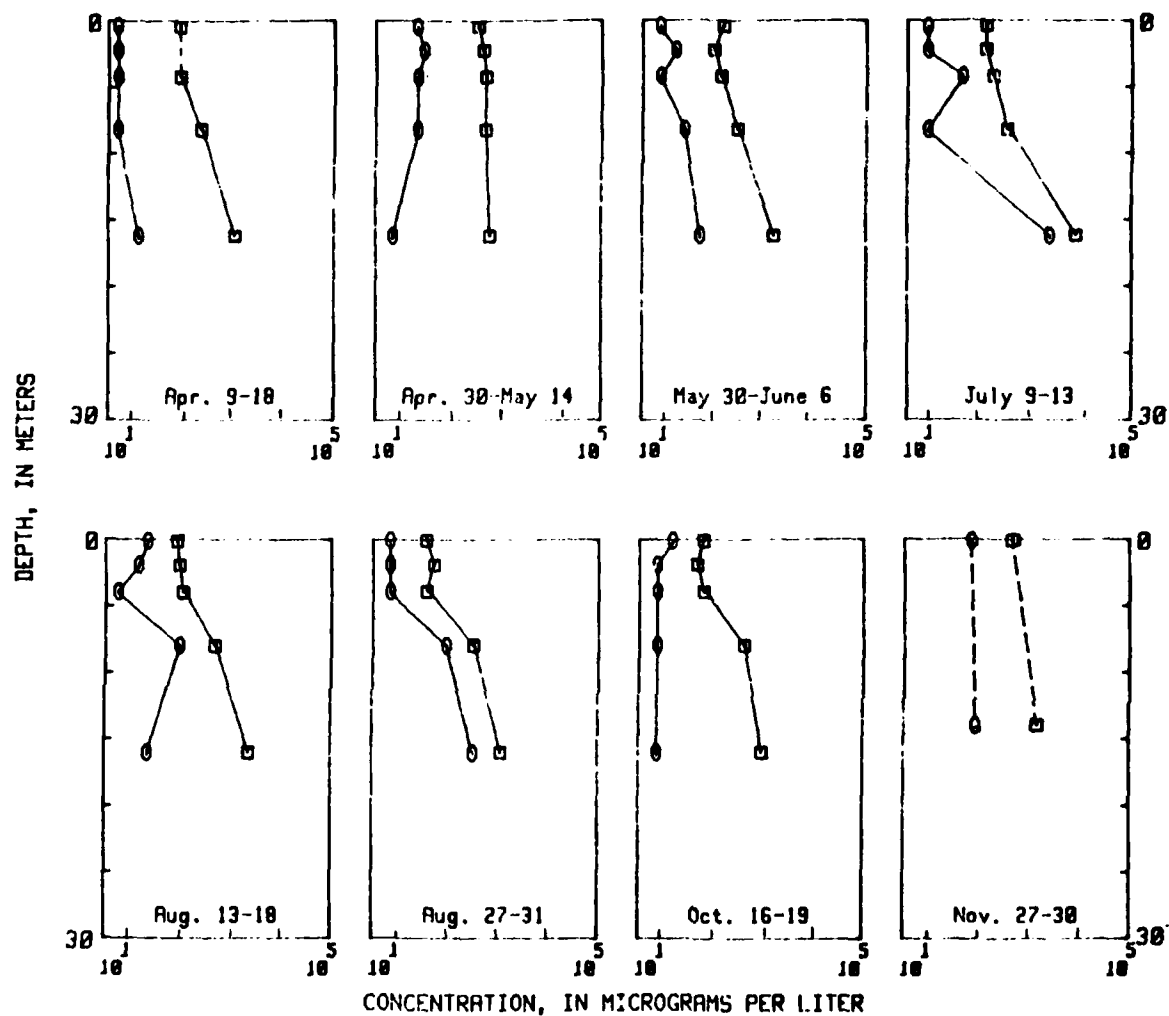 0 0
Apr. 9-18 Apr. 30-May 14 May 30-June 6 July 9-13
30 30
10^1 10^5 10^1 10^5 10^1 10^5 10^1 10^5
DEPTH, IN METERS
0 0
Aug. 13-18 Aug. 27-31 Oct. 16-19 Nov. 27-30
30 30
10^1 10^5 10^1 10^5 10^1 10^5 10^1 10^5
CONCENTRATION, IN MICROGRAMS PER LITER